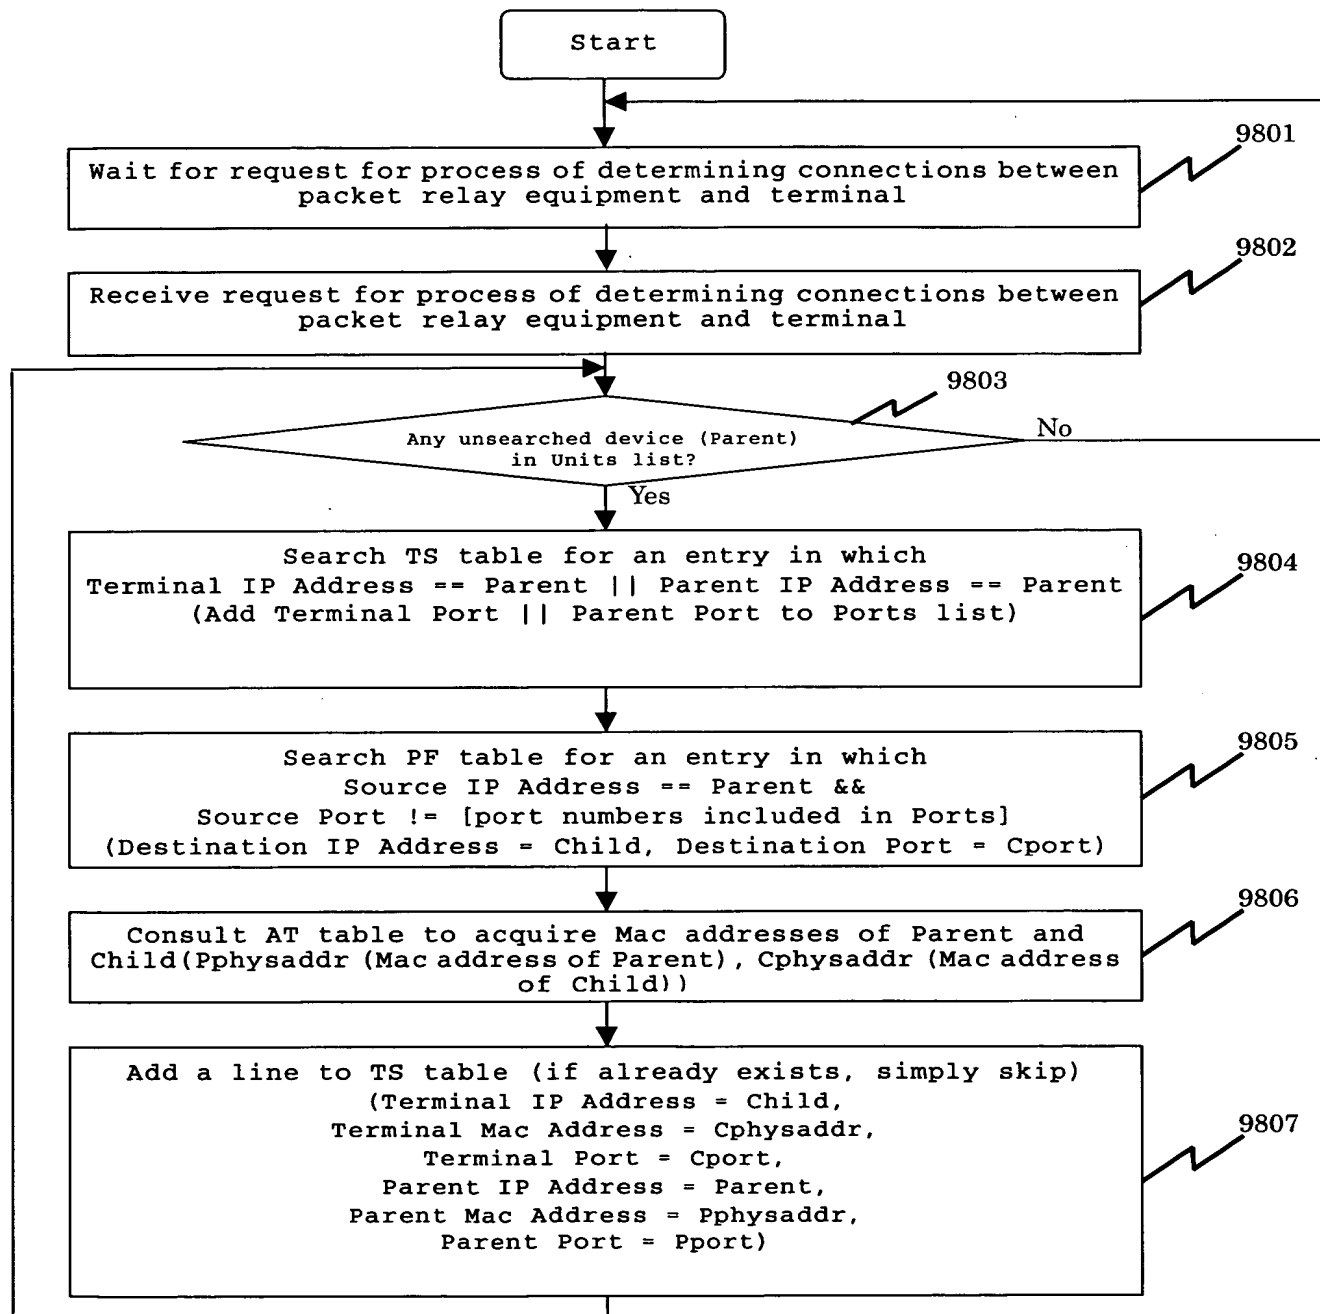 Start
9801
Wait for request for process of determining connections between
packet relay equipment and terminal
9802
Receive request for process of determining connections between
packet relay equipment and terminal
9803
Any unsearched device (Parent)
in Units list?
No
Yes
9804
Search TS table for an entry in which
Terminal IP Address == Parent || Parent IP Address == Parent
(Add Terminal Port || Parent Port to Ports list)
9805
Search PF table for an entry in which
Source IP Address == Parent &&
Source Port != [port numbers included in Ports]
(Destination IP Address = Child, Destination Port = Cport)
9806
Consult AT table to acquire Mac addresses of Parent and
Child(Pphysaddr (Mac address of Parent), Cphysaddr (Mac address
of Child))
9807
Add a line to TS table (if already exists, simply skip)
(Terminal IP Address = Child,
Terminal Mac Address = Cphysaddr,
Terminal Port = Cport,
Parent IP Address = Parent,
Parent Mac Address = Pphysaddr,
Parent Port = Pport)